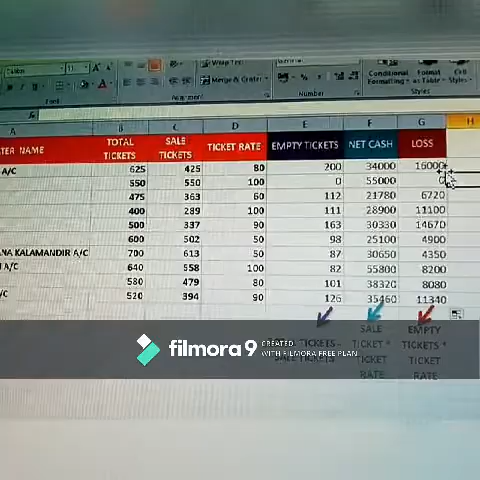 Calibri 11
Wrap Text
Merge & Center
Conditional Formatting
Format as Table
Cell Styles
Font
Alignment
Number
Styles
A B C D E F G H
ATER NAME TOTAL TICKETS SALE TICKETS TICKET RATE EMPTY TICKETS NET CASH LOSS
A/C 625 425 80 200 34000 16000
550 550 100 0 55000 0
475 363 60 112 21780 6720
400 289 100 111 28900 11100
500 337 90 163 30330 14670
600 502 50 98 25100 4900
ANA KALAMANDIR A/C 700 613 50 87 30650 4350
A/C 640 558 100 82 55800 8200
580 479 80 101 38320 8080
/C 520 394 90 126 35460 11340
SALE TICKET * TICKET RATE
EMPTY TICKETS * TICKET RATE
filmora 9
CREATED
WITH FILMORA FREE PLAN